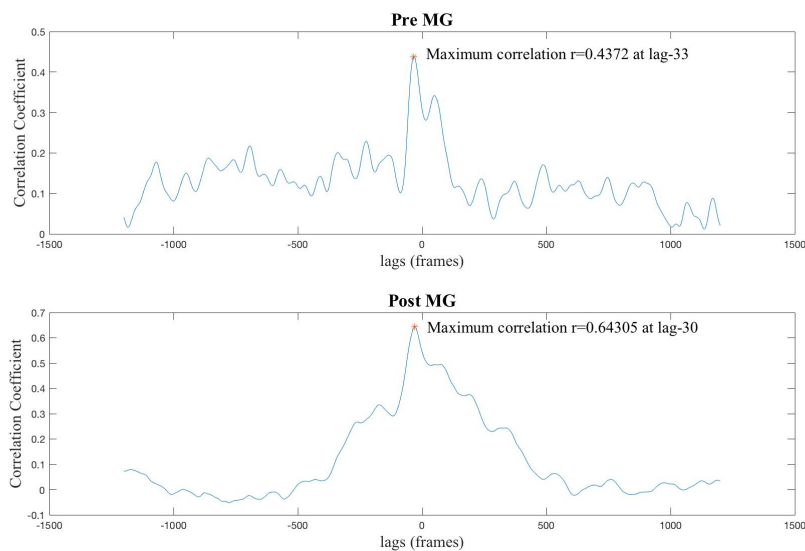 Pre MG
0.5
Maximum correlation r=0.4372 at lag-33
0.4
0.3
0.2
0.1
0
Correlation Coefficient
-1500 -1000 -500 0 500 1000 1500
lags (frames)
Post MG
0.7
Maximum correlation r=0.64305 at lag-30
0.6
0.5
0.4
0.3
0.2
0.1
0
-0.1
Correlation Coefficient
-1500 -1000 -500 0 500 1000 1500
lags (frames)